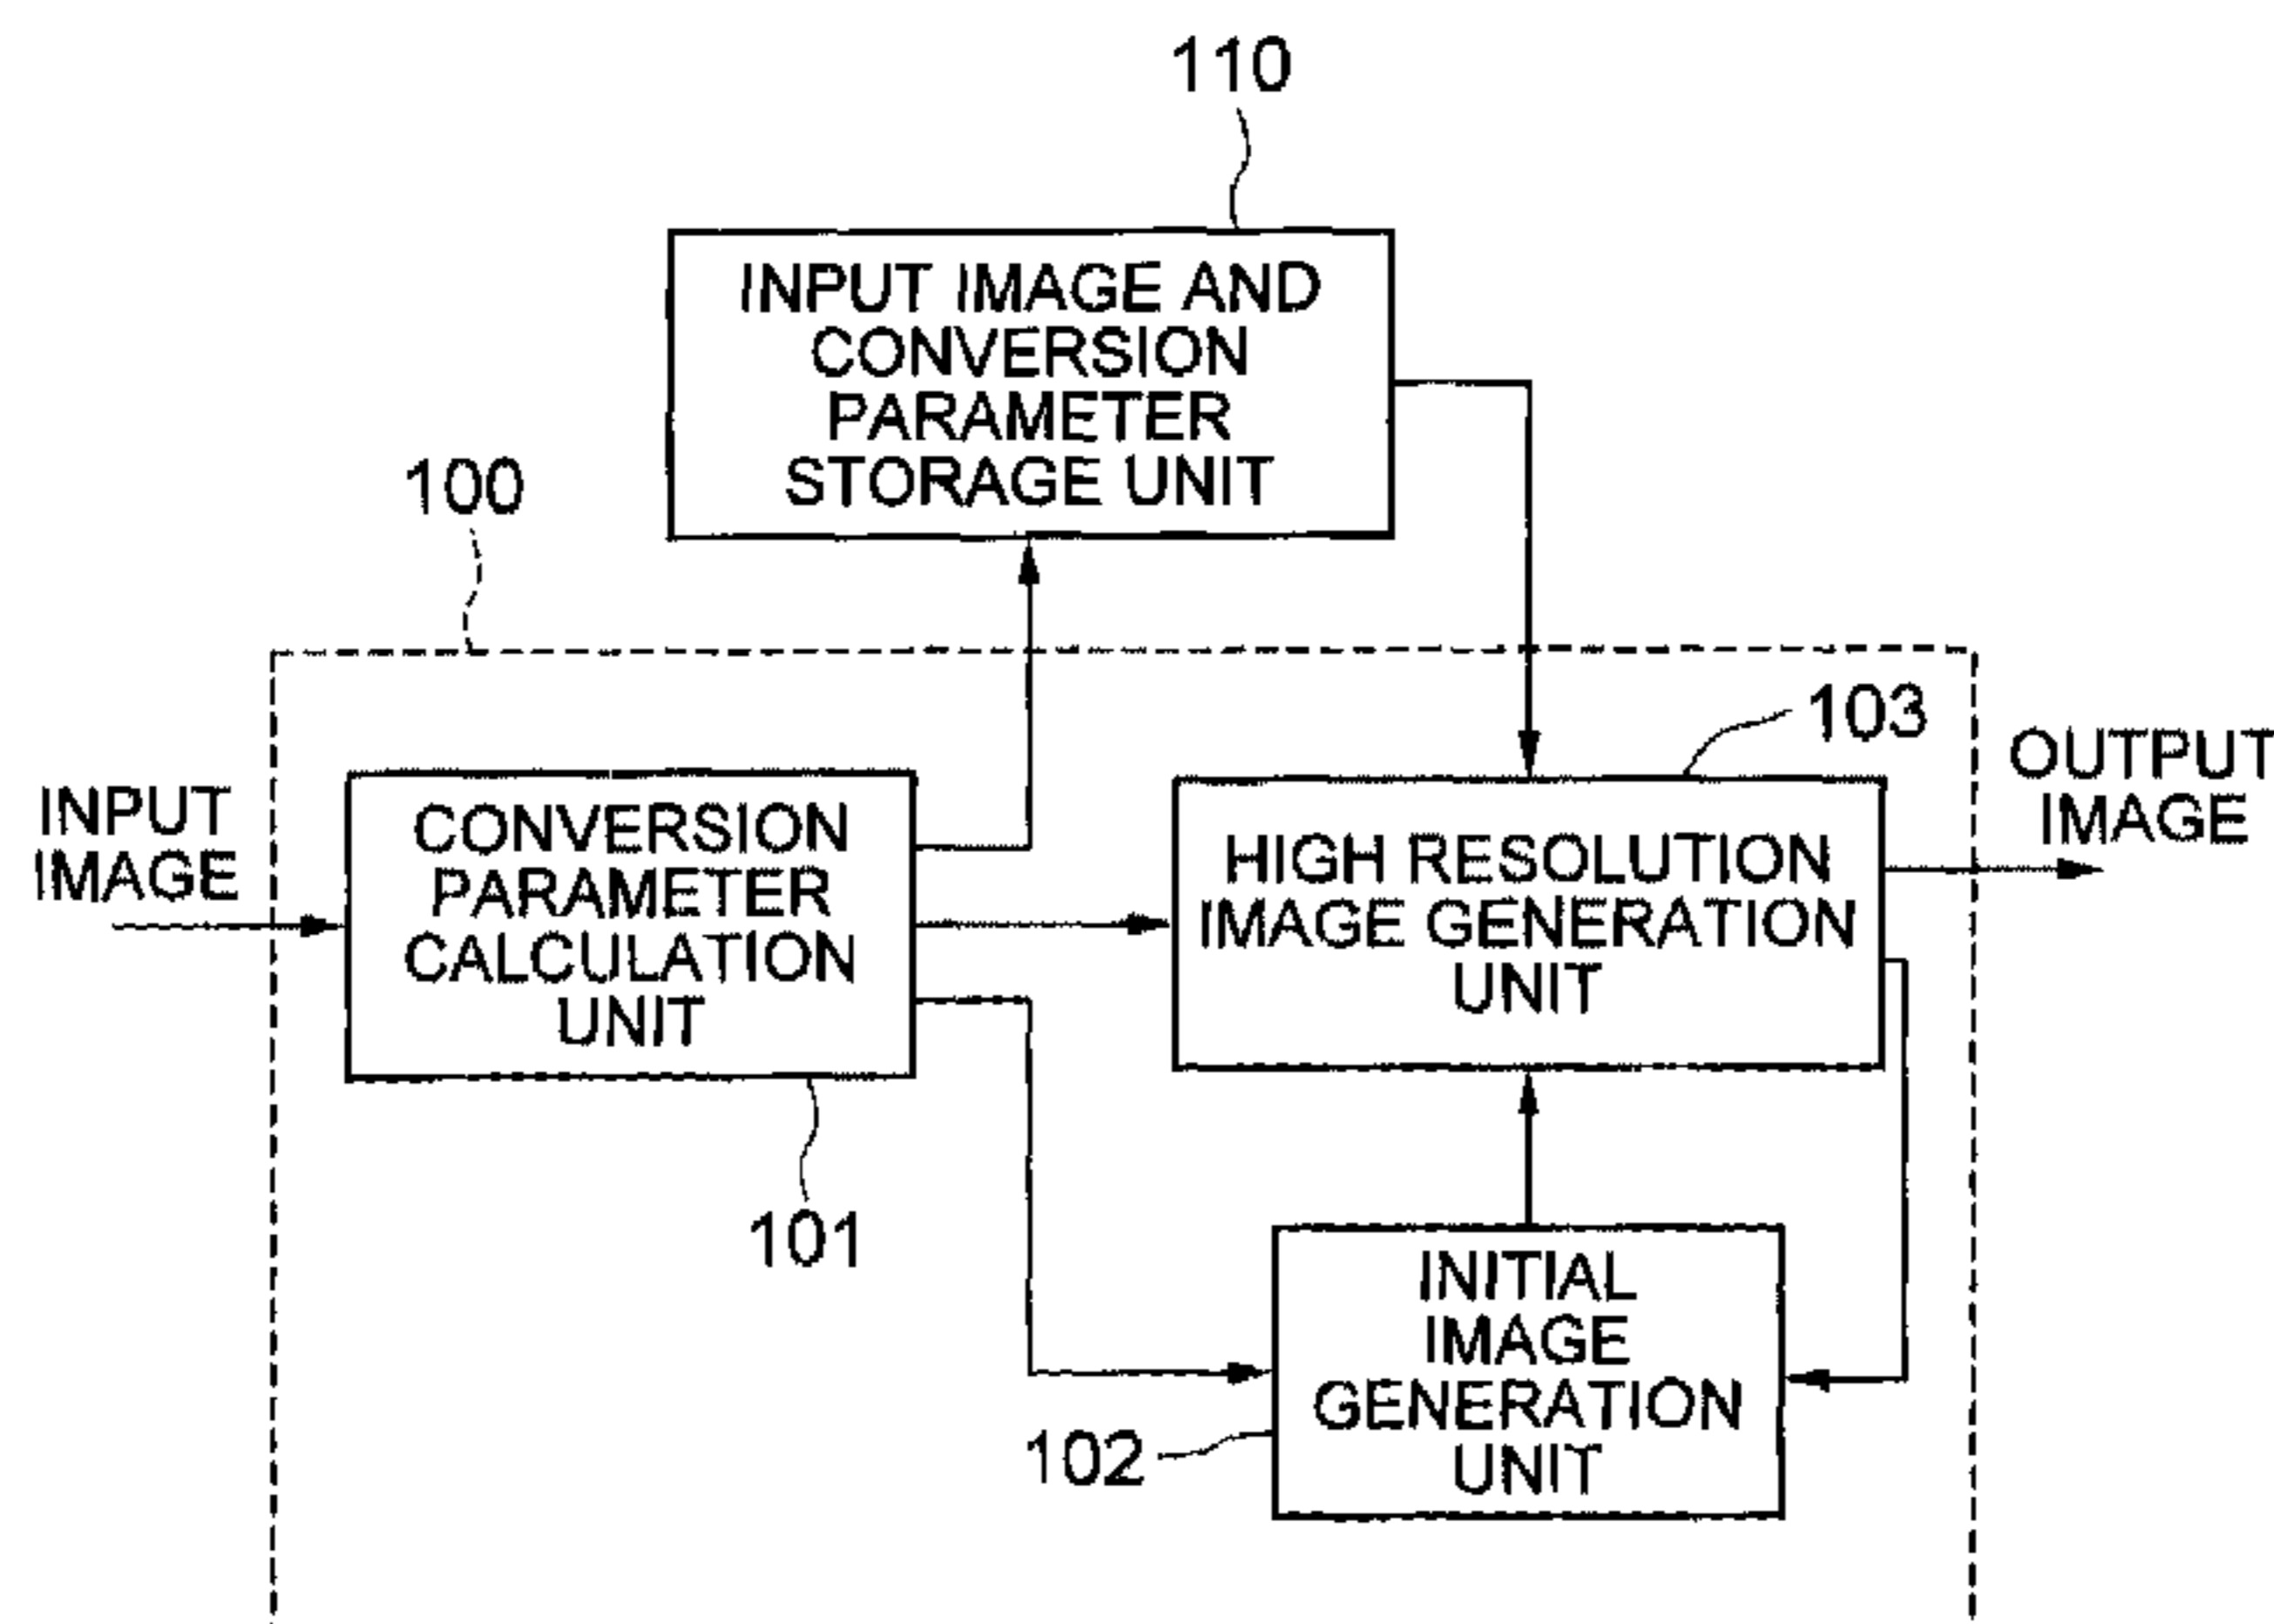 110
INPUT IMAGE AND
CONVERSION
PARAMETER
STORAGE UNIT
100
103
OUTPUT
IMAGE
INPUT
IMAGE
CONVERSION
PARAMETER
CALCULATION
UNIT
HIGH RESOLUTION
IMAGE GENERATION
UNIT
101
INITIAL
IMAGE
GENERATION
UNIT
102